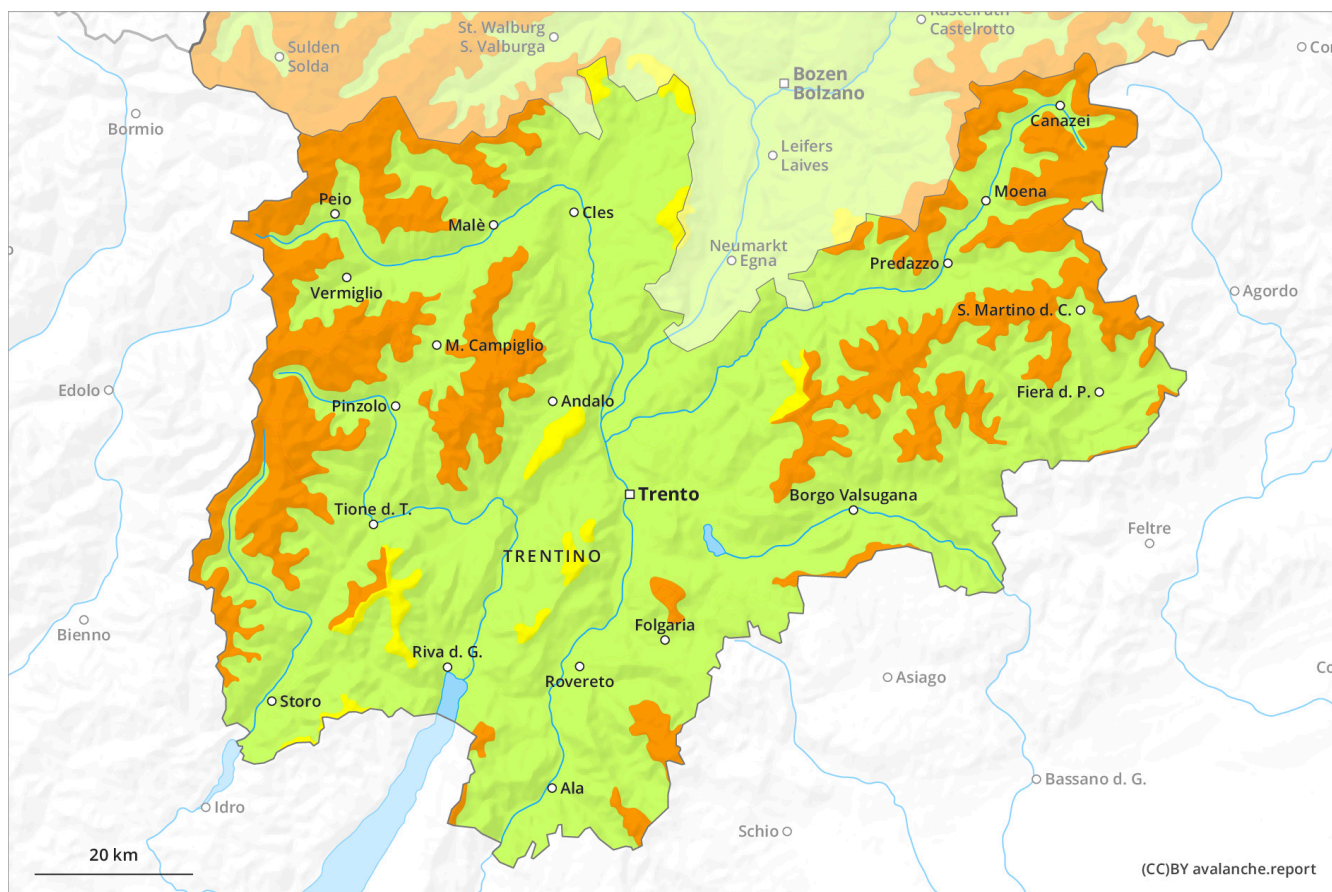 Kastelruth
Castelrotto
St. Walburg
S. Valburga
Sulden
Solda
Bozen
Bolzano
Bormio
Canazei
Leifers
Laives
Peio
Moena
Malè
Cles
Neumarkt
Egna
Predazzo
Vermiglio
Agordo
S. Martino d. C.
M. Campiglio
Edolo
Fiera d. P.
Pinzolo
Andalo
Trento
Borgo Valsugana
Tione d. T.
Feltre
TRENTINO
Bienno
Folgaria
Riva d. G.
Rovereto
Asiago
Storo
Bassano d. G.
Ala
Idro
Schio
20 km
(CC)BY avalanche.report